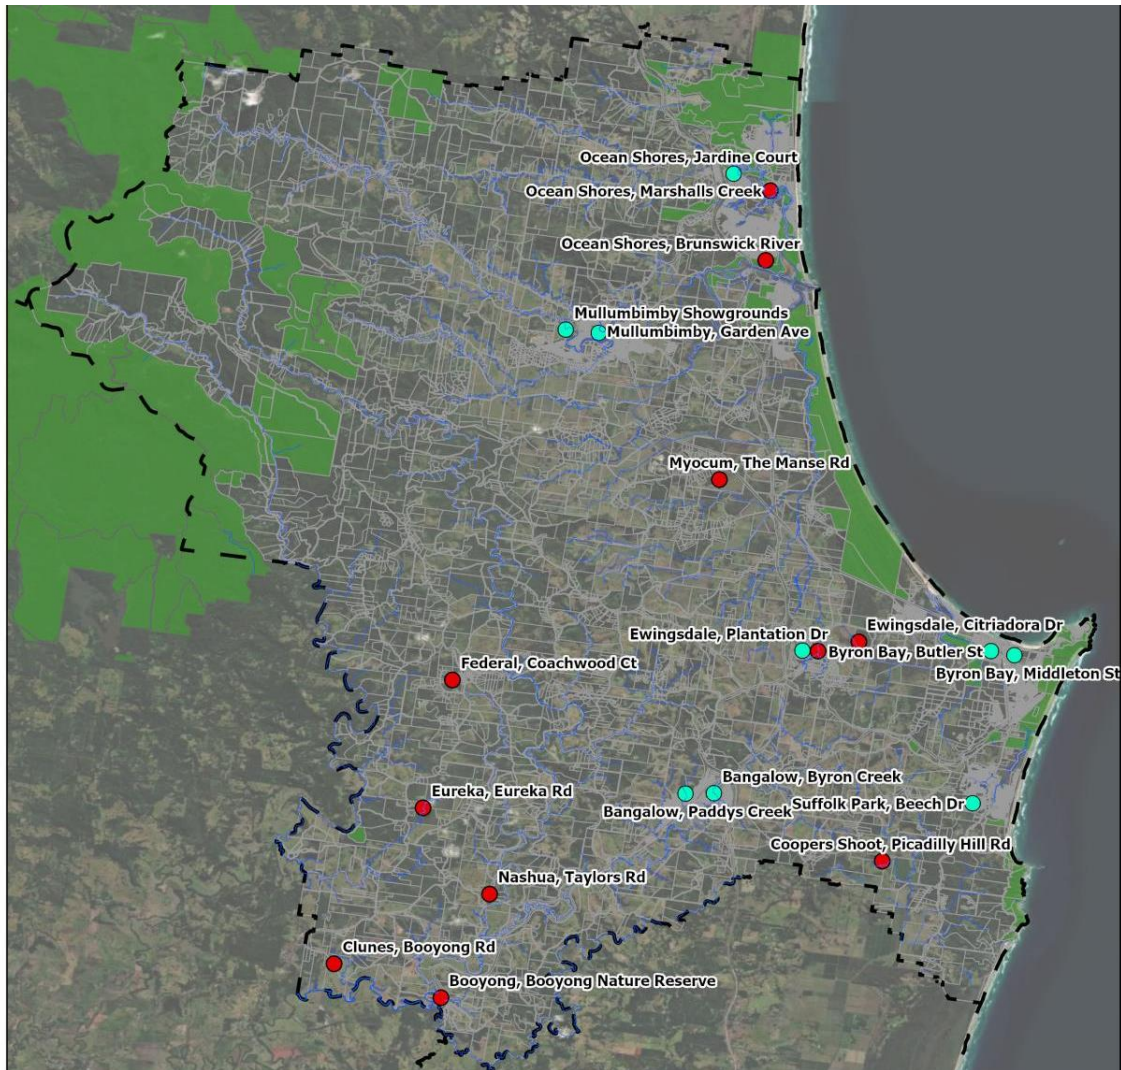 Ocean Shores, Jardine Court
Ocean Shores, Marshalls Creek
Ocean Shores, Brunswick River
Mullumbimby Showgrounds
Mullumbimby, Garden Ave
Myocum, The Manse Rd
Ewingsdale, Citriadora Dr
Ewingsdale, Plantation Dr
Byron Bay, Butler St
Federal, Coachwood Ct
Byron Bay, Middleton St
Bangalow, Byron Creek
Eureka, Eureka Rd
Suffolk Park, Beech Dr
Bangalow, Paddys Creek
Coopers Shoot, Picadilly Hill Rd
Nashua, Taylors Rd
Clunes, Booyong Rd
Booyong, Booyong Nature Reserve